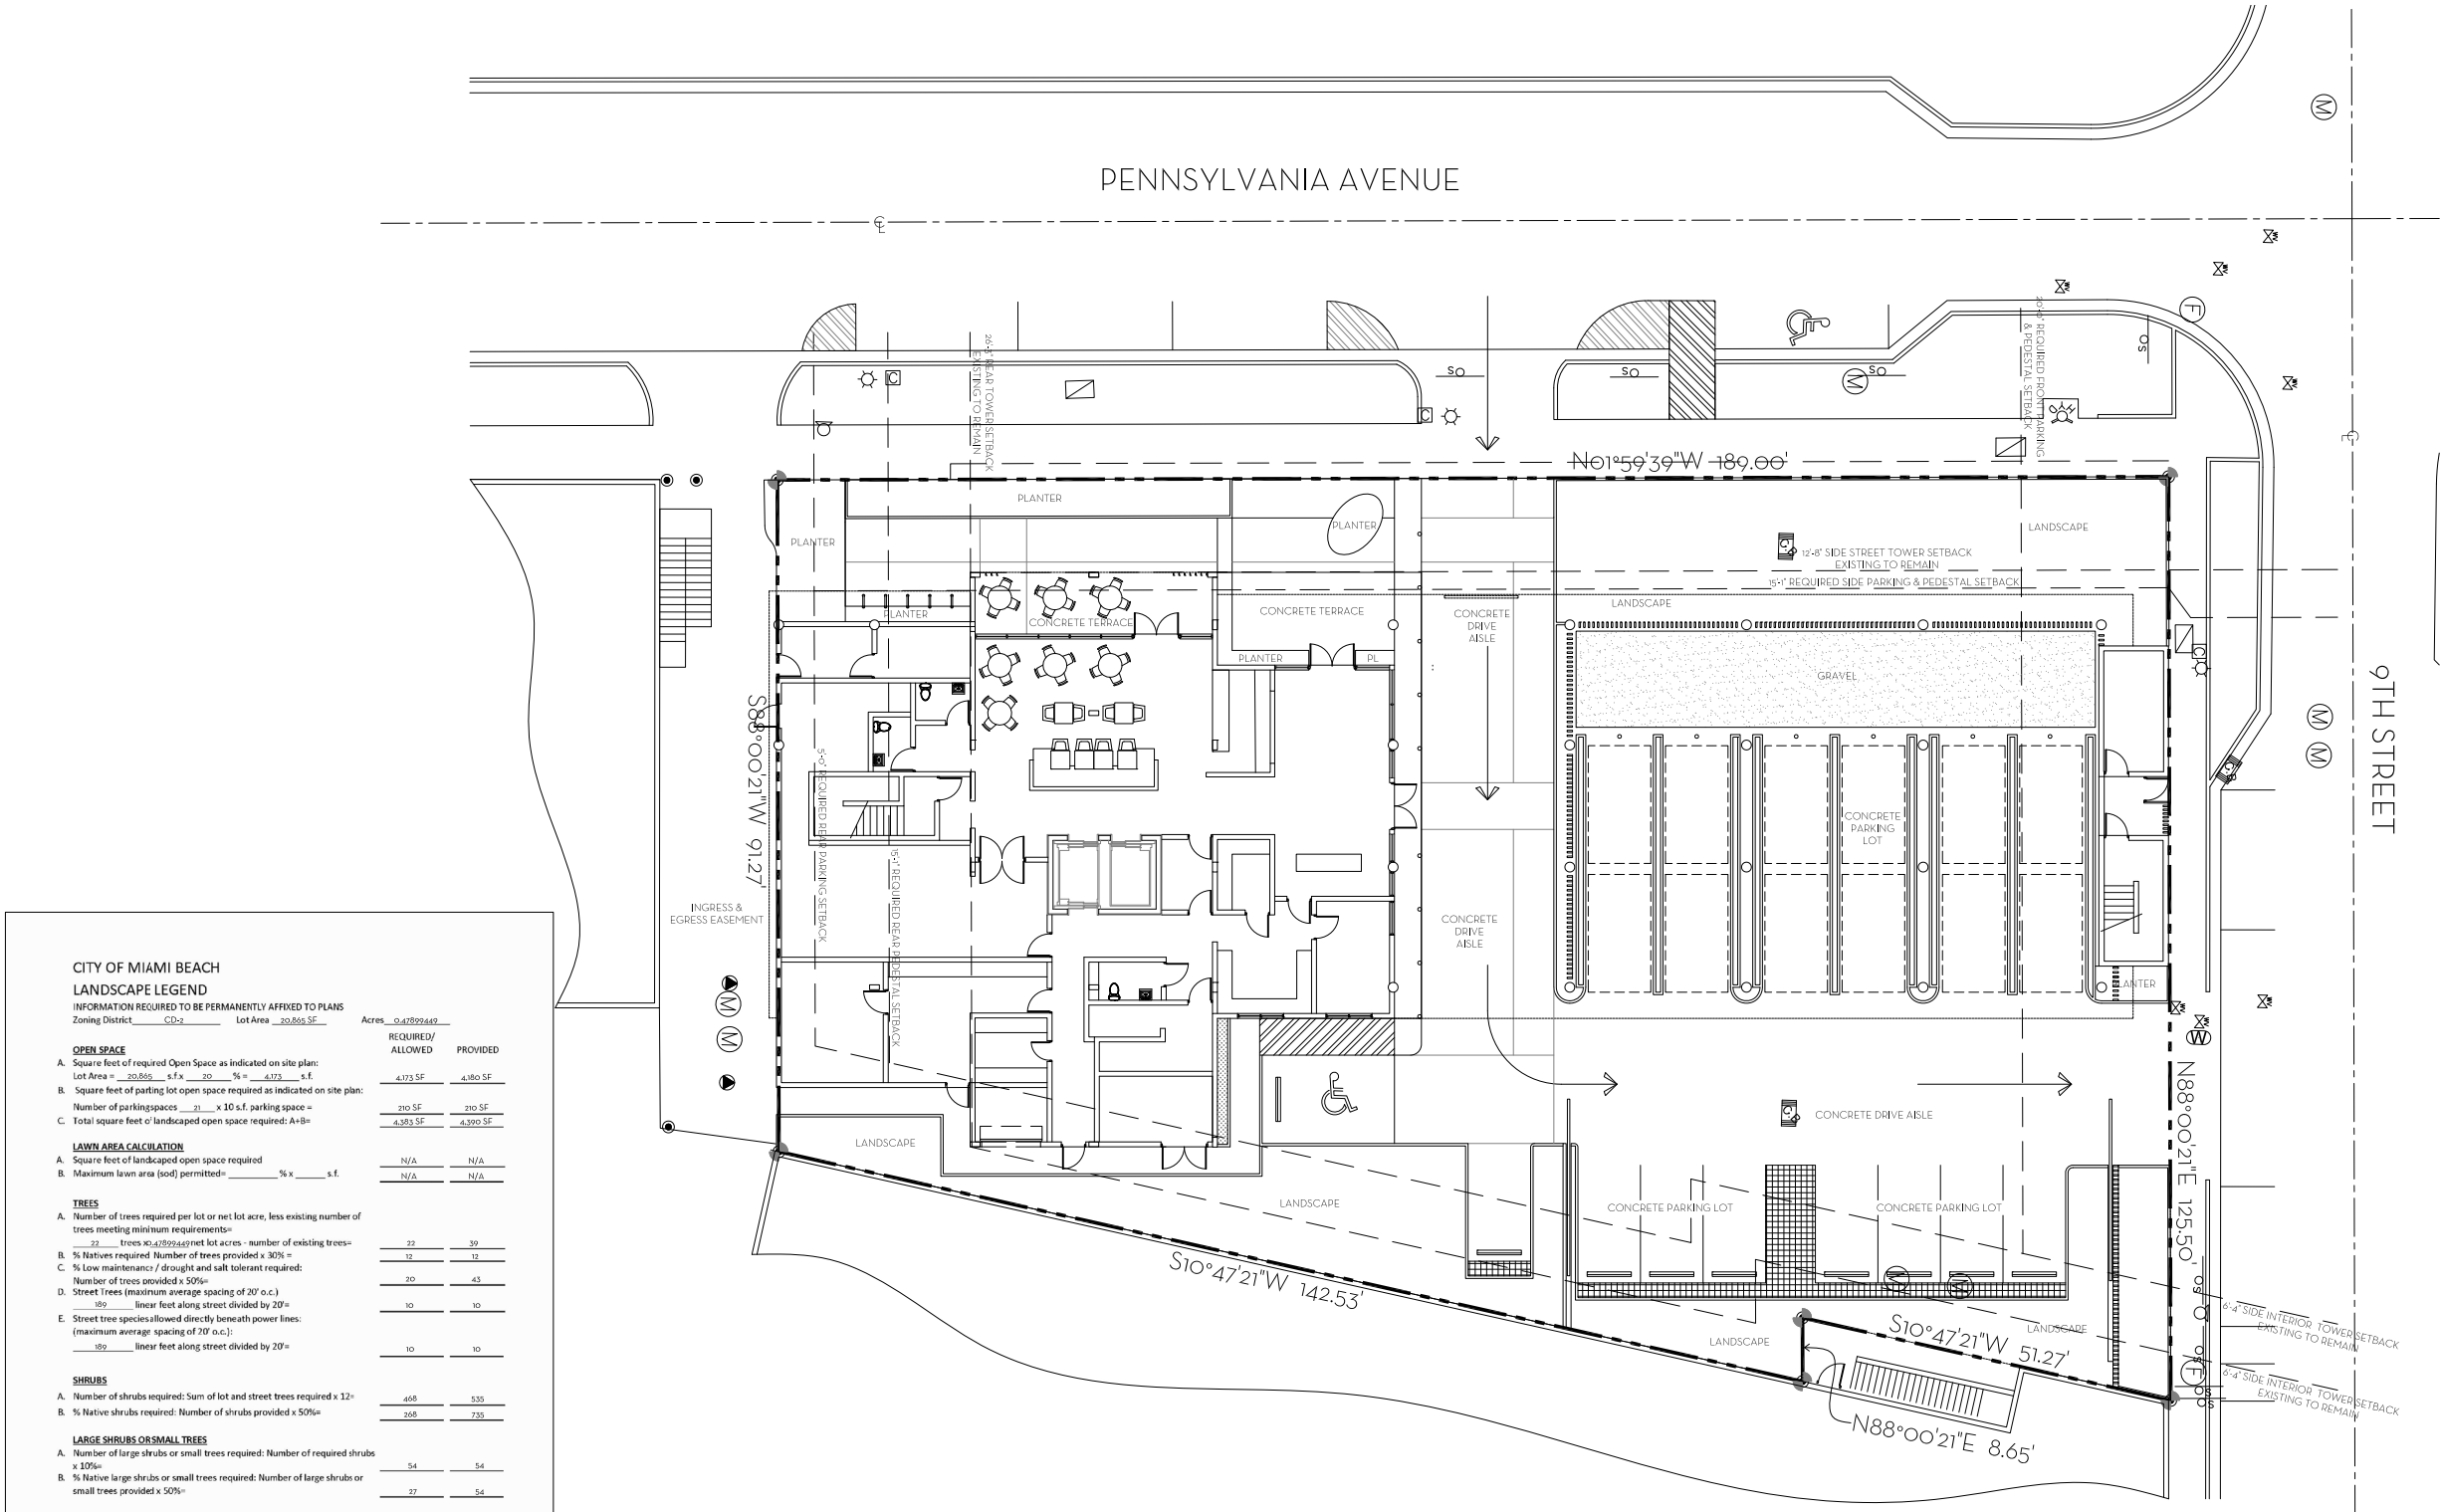 PENNSYLVANIA AVENUE
℄
M
WV
WV
WV
F
26'-5" REAR TOWER SETBACK
EXISTING TO REMAIN
20'-0" REQUIRED FRONT PARKING
& PEDESTAL SETBACK
C
C
SO
SO
SO
SO
M
WV
℄
N01°59'39"W 189.00'
PLANTER
PLANTER
PLANTER
LANDSCAPE
C.B
12'-8" SIDE STREET TOWER SETBACK
EXISTING TO REMAIN
15'-1" REQUIRED SIDE PARKING & PEDESTAL SETBACK
PLANTER
CONCRETE TERRACE
CONCRETE TERRACE
CONCRETE
DRIVE
AISLE
LANDSCAPE
PLANTER
PL
GRAVEL
C
9TH STREET
M
M
C.B
S88°00'21"W 91.27'
5'-0" REQUIRED REAR PARKING SETBACK
15'-1" REQUIRED REAR PEDESTAL SETBACK
CONCRETE
PARKING
LOT
INGRESS &
EGRESS EASEMENT
CONCRETE
DRIVE
AISLE
PLANTER
M
M
WV
WV
WV
W
N88°00'21"E 125.50'
C.B
CONCRETE DRIVE AISLE
LANDSCAPE
LANDSCAPE
CONCRETE PARKING LOT
CONCRETE PARKING LOT
S10°47'21"W 142.53'
LANDSCAPE
S10°47'21"W 51.27'
LANDSCAPE
6'-4" SIDE INTERIOR TOWER SETBACK
EXISTING TO REMAIN
6'-4" SIDE INTERIOR TOWER SETBACK
EXISTING TO REMAIN
SO
SO
SO
SO
F
N88°00'21"E 8.65'
CITY OF MIAMI BEACH
LANDSCAPE LEGEND
INFORMATION REQUIRED TO BE PERMANENTLY AFFIXED TO PLANS
Zoning District CD-2 Lot Area 20,865 SF Acres 0.47899449
REQUIRED/
ALLOWED PROVIDED
OPEN SPACE
A. Square feet of required Open Space as indicated on site plan:
Lot Area = 20,865 s.f.x 20 % = 4,173 s.f. 4,173 SF 4,180 SF
B. Square feet of parking lot open space required as indicated on site plan:
Number of parkingspaces 21 x 10 s.f. parking space = 210 SF 210 SF
C. Total square feet of landscaped open space required: A+B= 4,383 SF 4,390 SF
LAWN AREA CALCULATION
A. Square feet of landscaped open space required N/A N/A
B. Maximum lawn area (sod) permitted= % x s.f. N/A N/A
TREES
A. Number of trees required per lot or net lot acre, less existing number of
trees meeting minimum requirements=
22 trees x 0.47899449 net lot acres - number of existing trees= 22 39
B. % Natives required Number of trees provided x 30% = 12 12
C. % Low maintenance / drought and salt tolerant required:
Number of trees provided x 50%= 20 43
D. Street Trees (maximum average spacing of 20' o.c.)
189 linear feet along street divided by 20'= 10 10
E. Street tree species allowed directly beneath power lines:
(maximum average spacing of 20' o.c.):
189 linear feet along street divided by 20'= 10 10
SHRUBS
A. Number of shrubs required: Sum of lot and street trees required x 12= 468 535
B. % Native shrubs required: Number of shrubs provided x 50%= 268 735
LARGE SHRUBS OR SMALL TREES
A. Number of large shrubs or small trees required: Number of required shrubs
x 10%= 54 54
B. % Native large shrubs or small trees required: Number of large shrubs or
small trees provided x 50%= 27 54